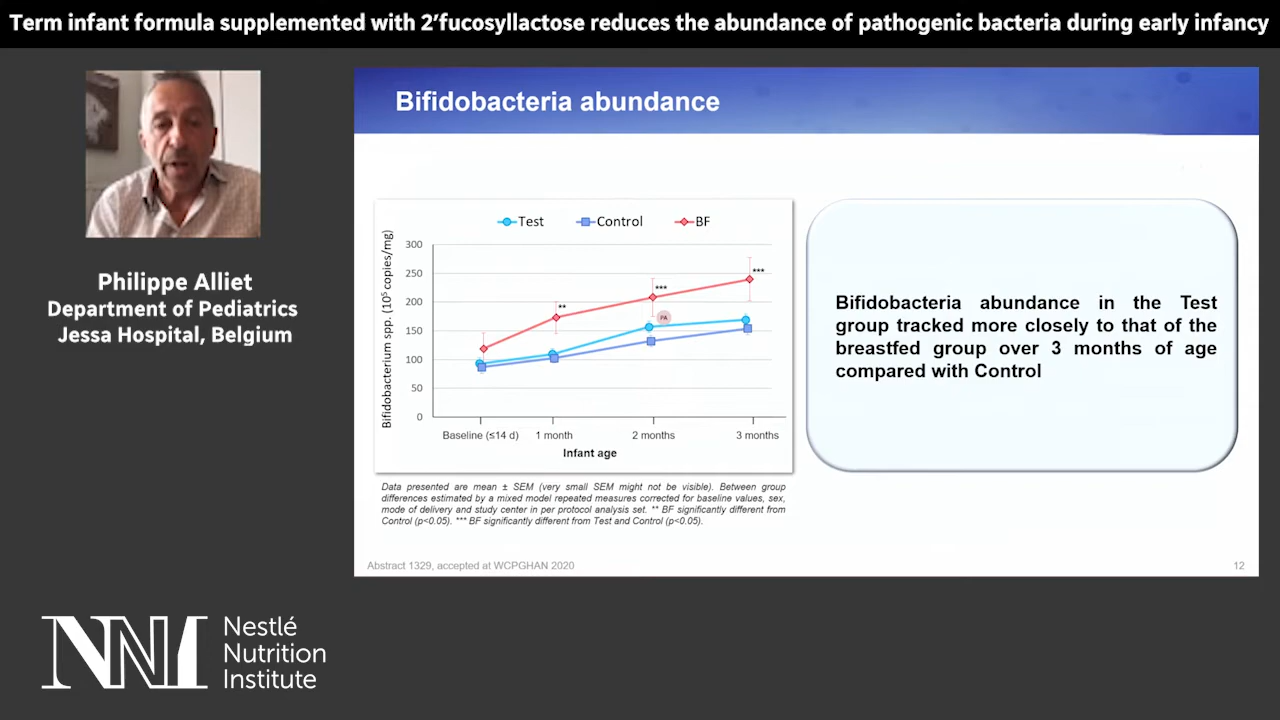 Term infant formula supplemented with 2’fucosyllactose reduces the abundance of pathogenic bacteria during early infancy
Philippe Alliet
Department of Pediatrics
Jessa Hospital, Belgium
Bifidobacteria abundance
Test
Control
BF
Bifidobacterium spp. (10⁵ copies/mg)
300
250
200
150
100
50
0
**
***
***
PA
Baseline (≤14 d)
1 month
2 months
3 months
Infant age
Data presented are mean ± SEM (very small SEM might not be visible). Between group
differences estimated by a mixed model repeated measures corrected for baseline values, sex,
mode of delivery and study center in per protocol analysis set. ** BF significantly different from
Control (p<0.05). *** BF significantly different from Test and Control (p<0.05).
Bifidobacteria abundance in the Test
group tracked more closely to that of the
breastfed group over 3 months of age
compared with Control
Abstract 1329, accepted at WCPGHAN 2020
12
NNI
Nestlé
Nutrition
Institute